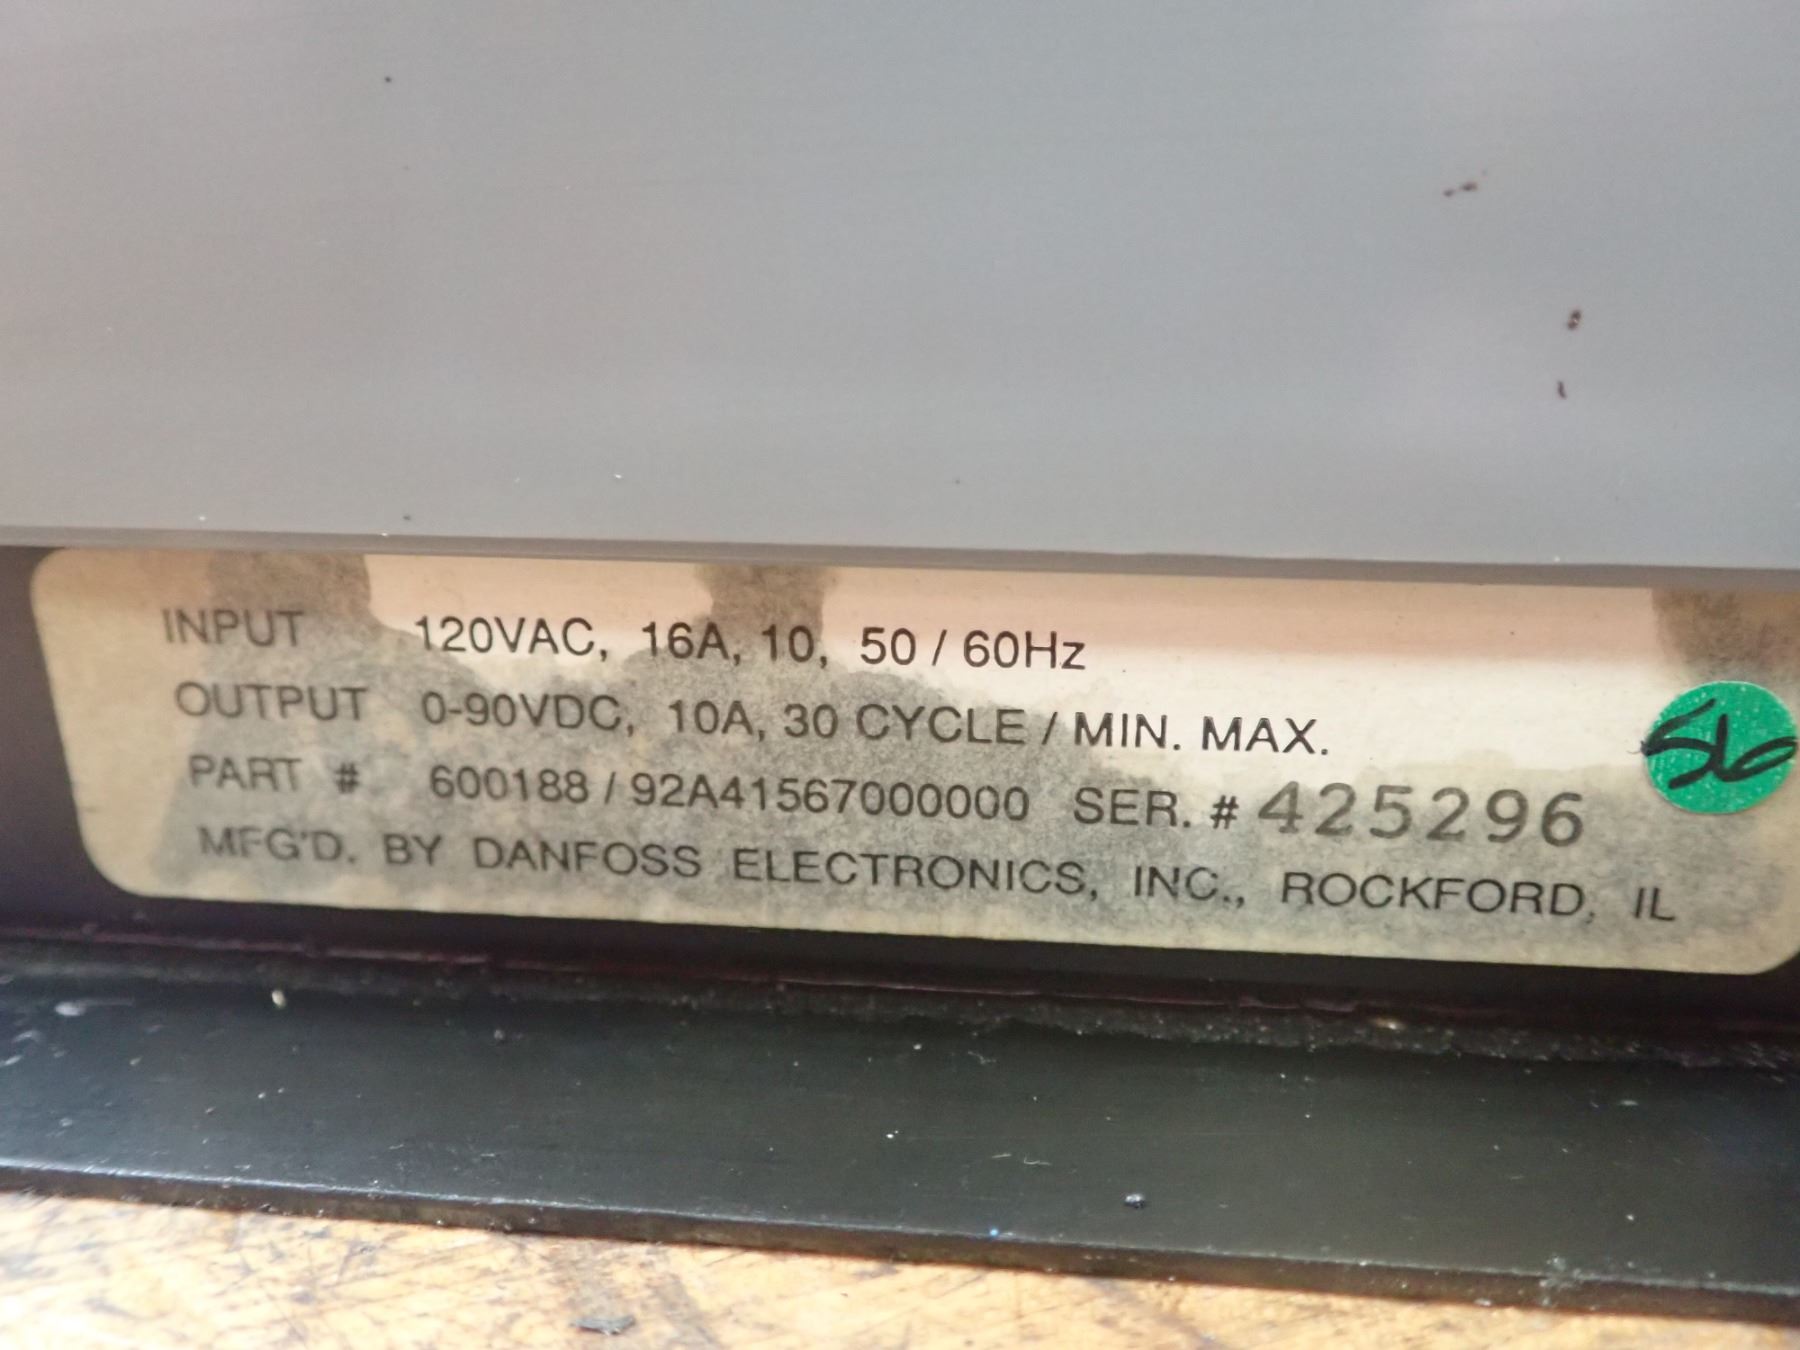 INPUT 120VAC, 16A, 10, 50 / 60Hz
OUTPUT 0-90VDC, 10A, 30 CYCLE / MIN. MAX.
PART # 600188 / 92A41567000000 SER. # 425296
MFG'D. BY DANFOSS ELECTRONICS, INC., ROCKFORD, IL
56